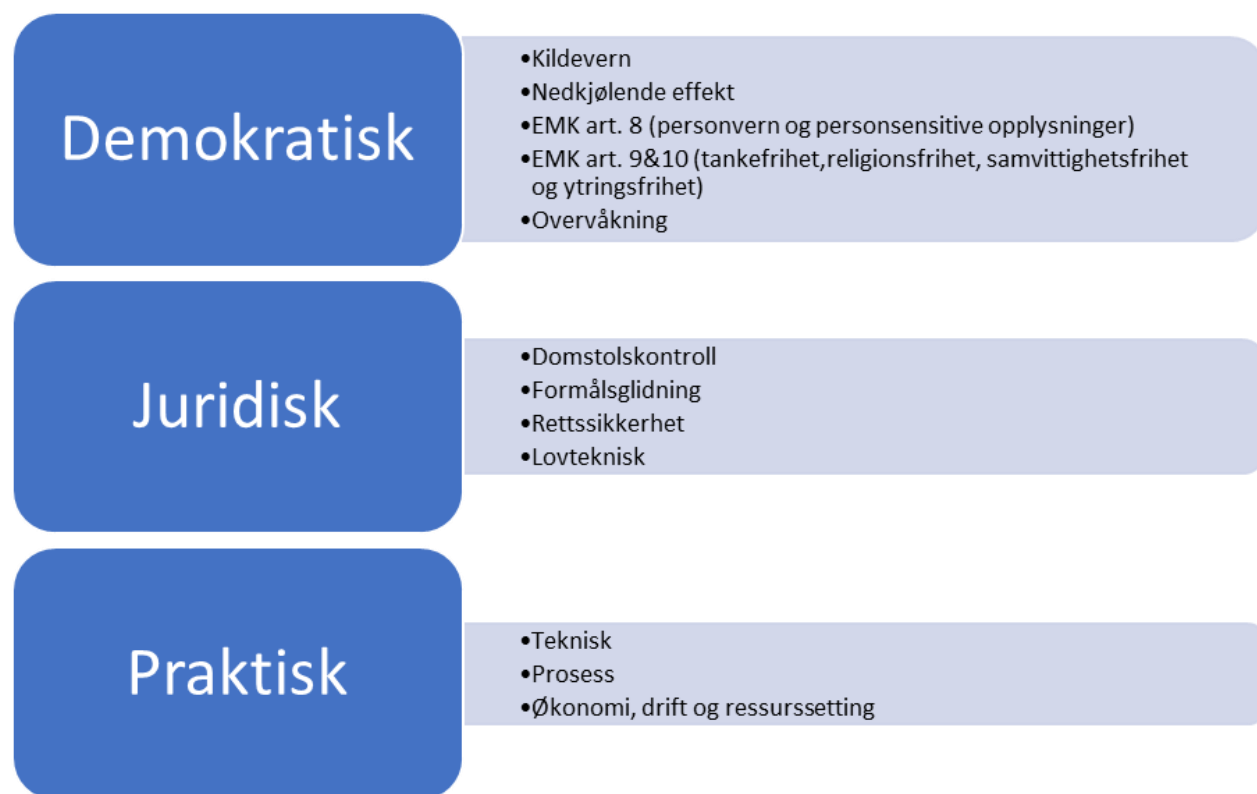 Demokratisk
•Kildevern
•Nedkjølende effekt
•EMK art. 8 (personvern og personsensitive opplysninger)
•EMK art. 9&10 (tankefrihet,religionsfrihet, samvittighetsfrihet
og ytringsfrihet)
•Overvåkning
Juridisk
•Domstolskontroll
•Formålsglidning
•Rettssikkerhet
•Lovteknisk
Praktisk
•Teknisk
•Prosess
•Økonomi, drift og ressurssetting